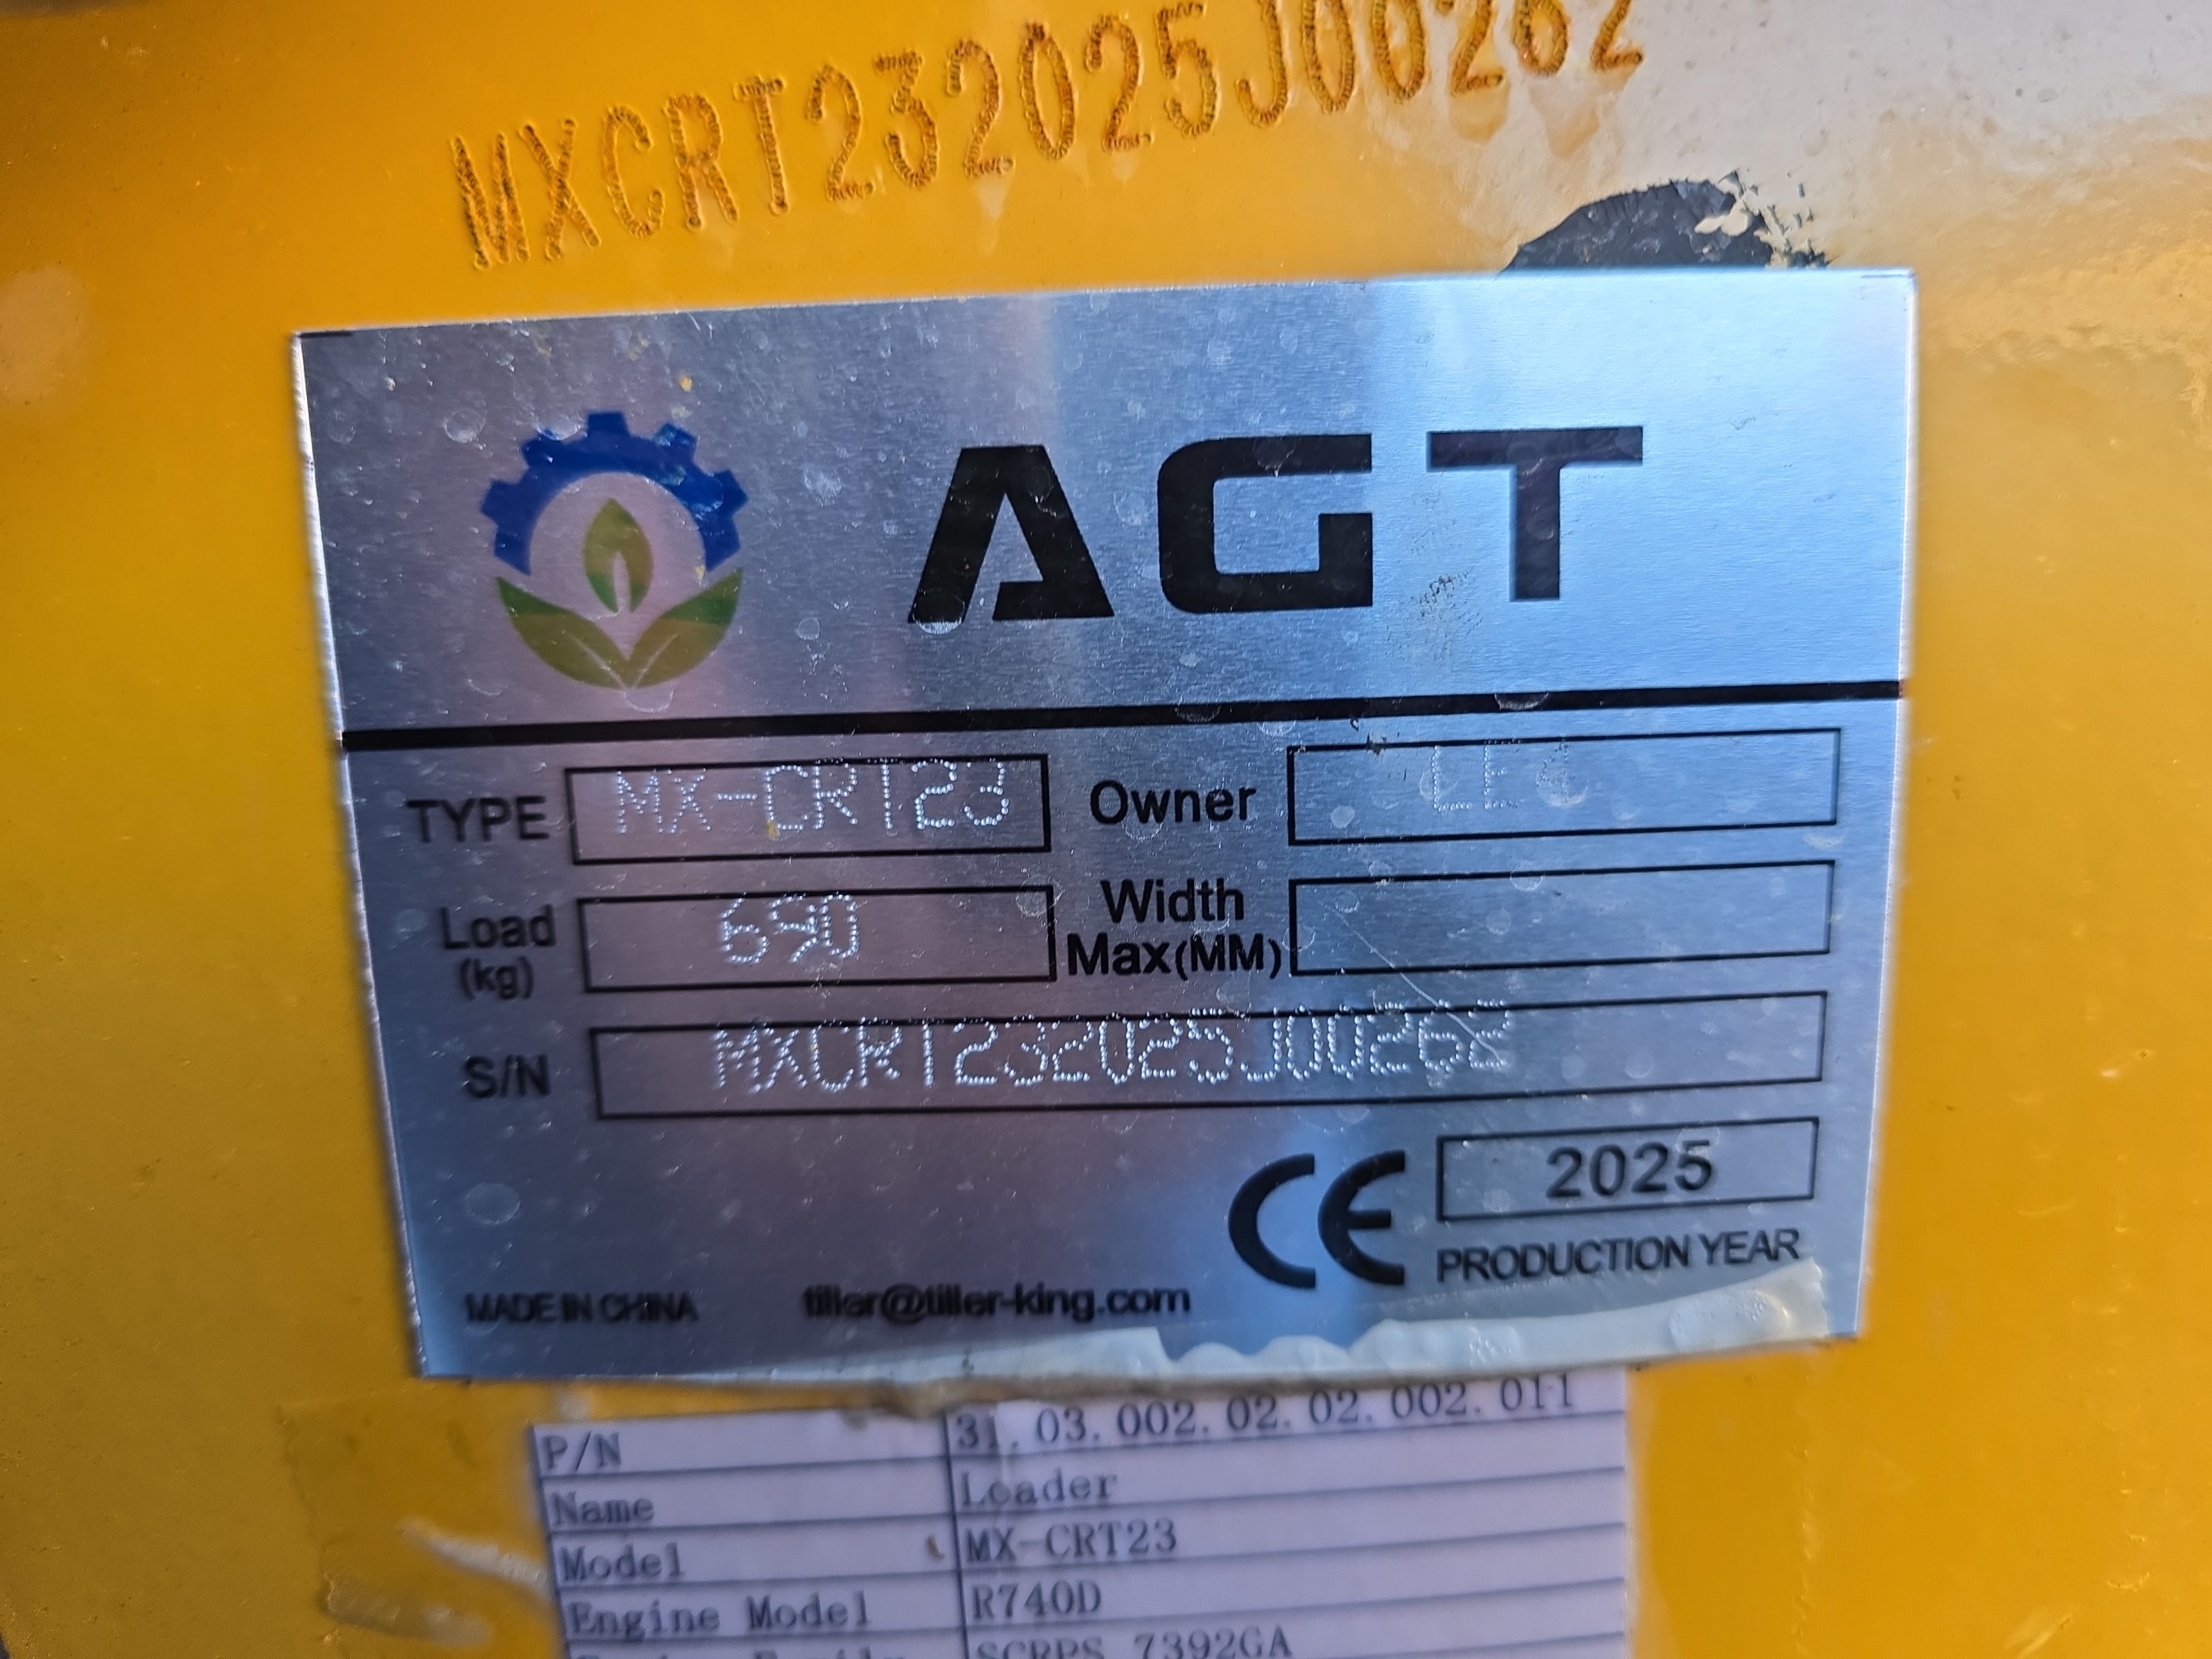 MXCRT232025J00262
AGT
TYPE MX-CRT23 Owner
Load (kg) 690 Width Max(MM)
S/N MXCRT232025J00262
CE 2025
PRODUCTION YEAR
MADE IN CHINA tiller@tiller-king.com
P/N 31.03.002.02.02.002.011
Name Loader
Model MX-CRT23
Engine Model R740D
7392GA